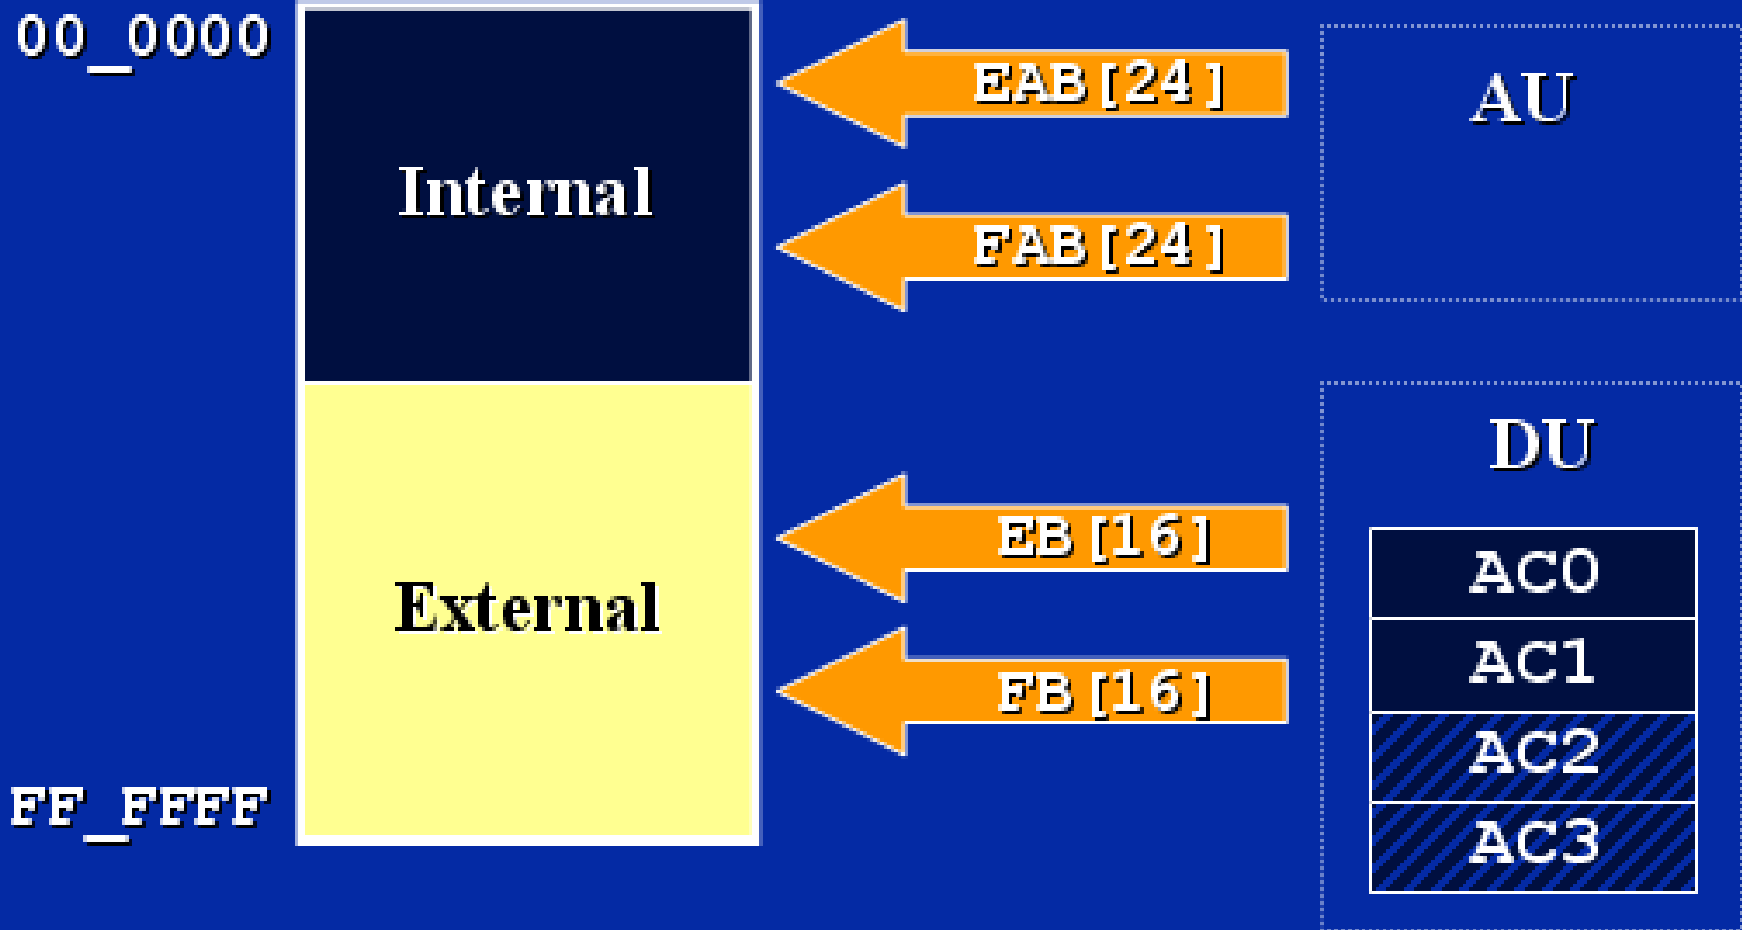 00_0000
Internal
External
FF_FFFF
EAB[24]
FAB[24]
EB[16]
FB[16]
AU
DU
AC0
AC1
AC2
AC3